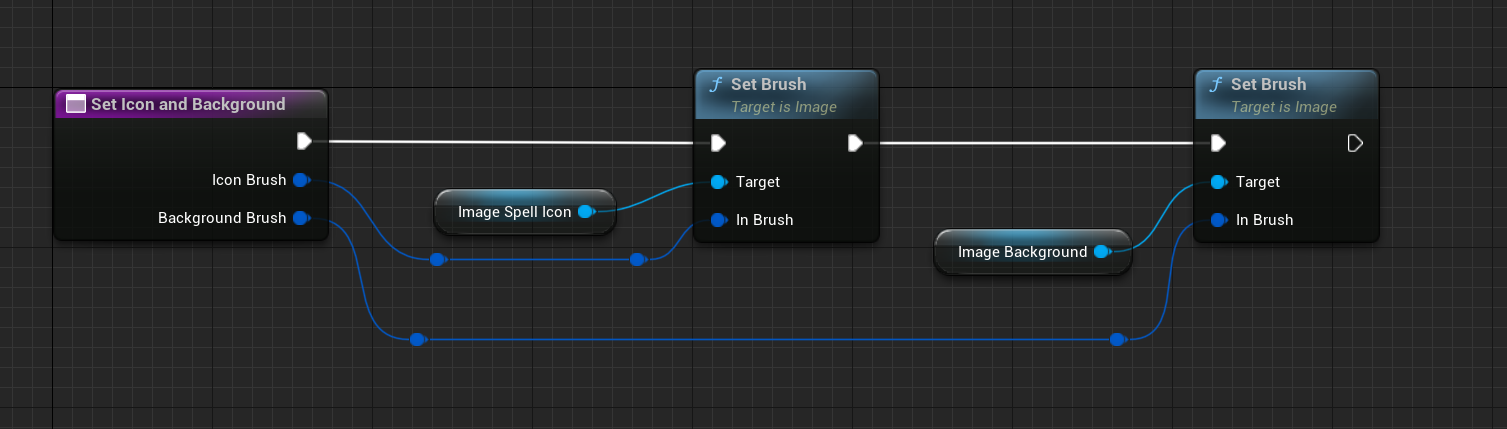 Set Icon and Background
Icon Brush
Background Brush
Image Spell Icon
f Set Brush
Target is Image
Target
In Brush
Image Background
f Set Brush
Target is Image
Target
In Brush